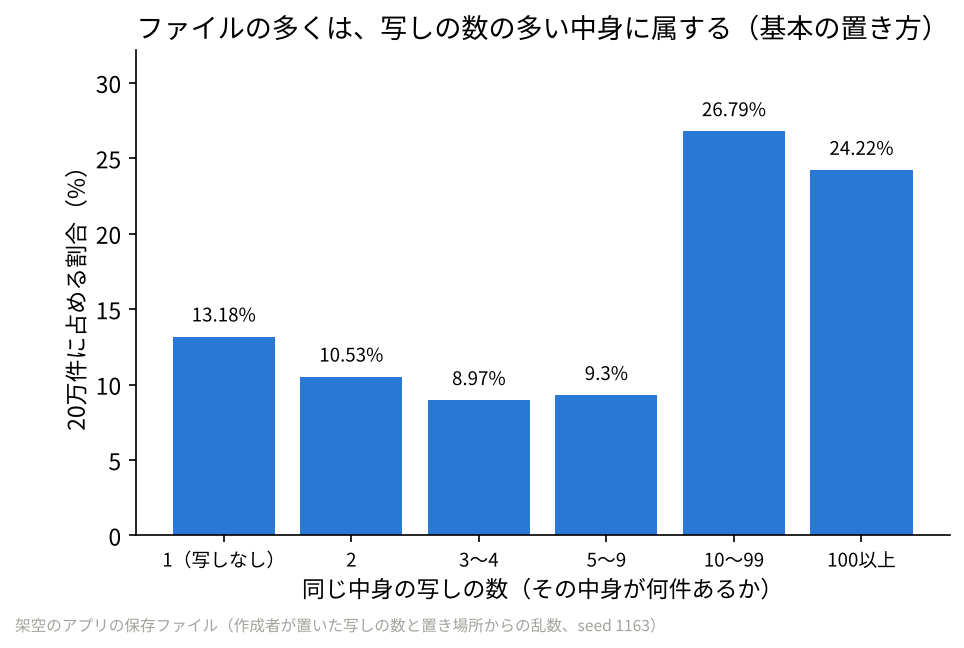 ファイルの多くは、写しの数の多い中身に属する（基本の置き方）
20万件に占める割合（%）
30
25
20
15
10
5
0
13.18%
10.53%
8.97%
9.3%
26.79%
24.22%
1（写しなし）
2
3〜4
5〜9
10〜99
100以上
同じ中身の写しの数（その中身が何件あるか）
架空のアプリの保存ファイル（作成者が置いた写しの数と置き場所からの乱数、seed 1163）